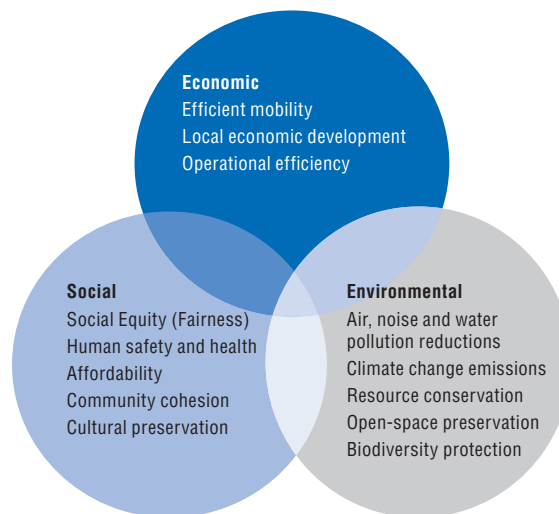 Economic
Efficient mobility
Local economic development
Operational efficiency
Social
Social Equity (Fairness)
Human safety and health
Affordability
Community cohesion
Cultural preservation
Environmental
Air, noise and water
pollution reductions
Climate change emissions
Resource conservation
Open-space preservation
Biodiversity protection